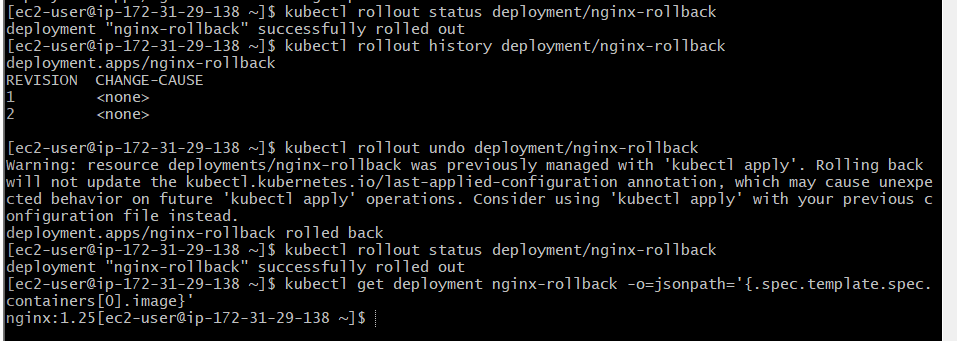 [ec2-user@ip-172-31-29-138 ~]$ kubectl rollout status deployment/nginx-rollback
deployment "nginx-rollback" successfully rolled out
[ec2-user@ip-172-31-29-138 ~]$ kubectl rollout history deployment/nginx-rollback
deployment.apps/nginx-rollback
REVISION  CHANGE-CAUSE
1         <none>
2         <none>
[ec2-user@ip-172-31-29-138 ~]$ kubectl rollout undo deployment/nginx-rollback
Warning: resource deployments/nginx-rollback was previously managed with 'kubectl apply'. Rolling back
will not update the kubectl.kubernetes.io/last-applied-configuration annotation, which may cause unexpe
cted behavior on future 'kubectl apply' operations. Consider using 'kubectl apply' with your previous c
onfiguration file instead.
deployment.apps/nginx-rollback rolled back
[ec2-user@ip-172-31-29-138 ~]$ kubectl rollout status deployment/nginx-rollback
deployment "nginx-rollback" successfully rolled out
[ec2-user@ip-172-31-29-138 ~]$ kubectl get deployment nginx-rollback -o=jsonpath='{.spec.template.spec.
containers[0].image}'
nginx:1.25[ec2-user@ip-172-31-29-138 ~]$